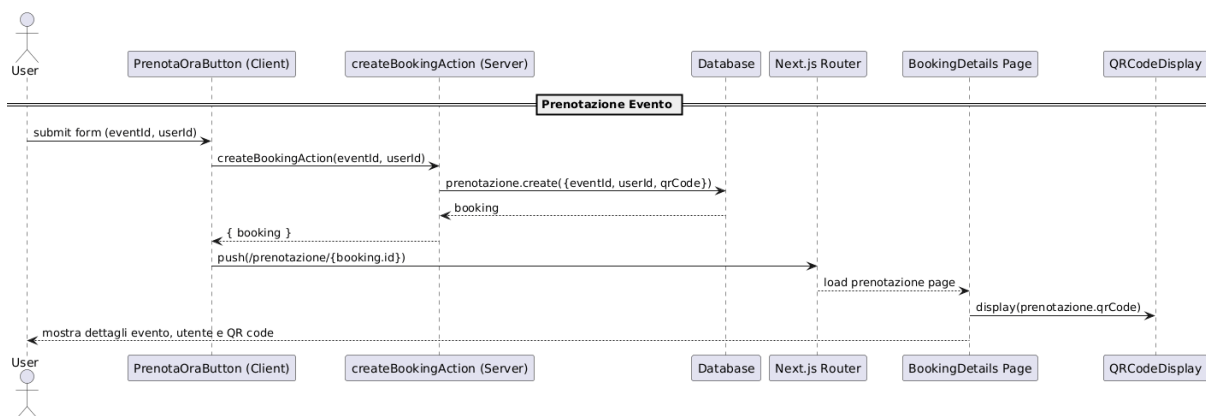 User
PrenotaOraButton (Client)
createBookingAction (Server)
Database
Next.js Router
BookingDetails Page
QRCodeDisplay
Prenotazione Evento
submit form (eventId, userId)
createBookingAction(eventId, userId)
prenotazione.create({eventId, userId, qrCode})
booking
{ booking }
push(/prenotazione/{booking.id})
load prenotazione page
display(prenotazione.qrCode)
mostra dettagli evento, utente e QR code
User
PrenotaOraButton (Client)
createBookingAction (Server)
Database
Next.js Router
BookingDetails Page
QRCodeDisplay